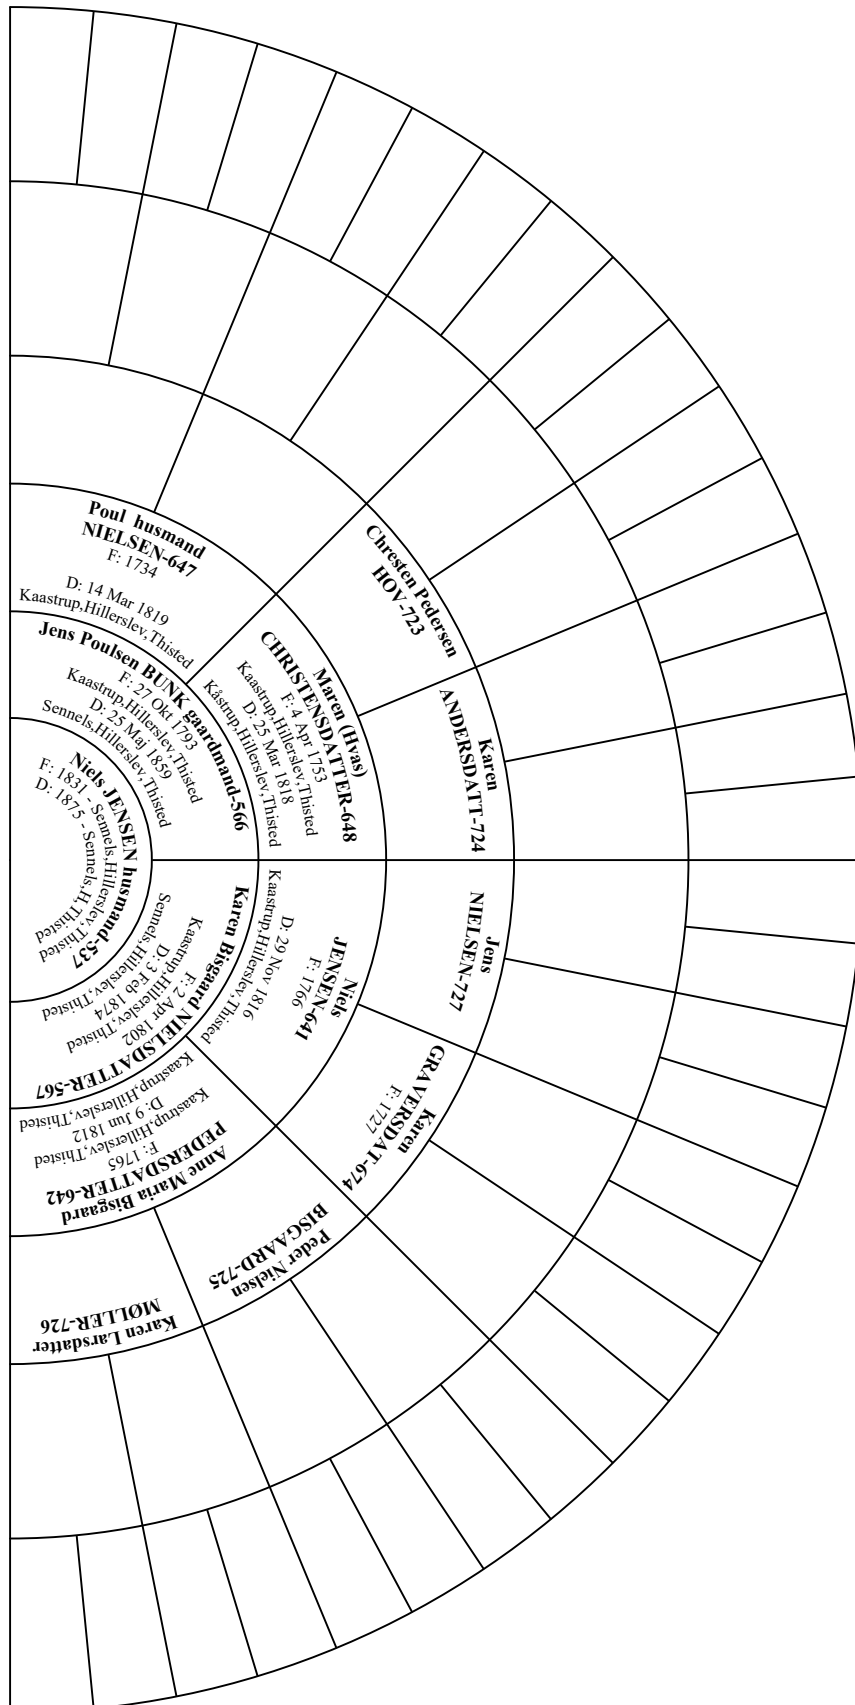 Niels JENSEN husmand-537
F: 1831 - Sennels,Hillerslev,Thisted
D: 1875 - Sennels,H,Thisted
Jens Poulsen BUNK gaardmand-566
F: 27 Okt 1793
Kaastrup,Hillerslev,Thisted
D: 25 Maj 1859
Sennels,Hillerslev,Thisted
Karen Bisgaard NIELSDATTER-567
F: 2 Apr 1802
Kaastrup,Hillerslev,Thisted
D: 3 Feb 1874
Sennels,Hillerslev,Thisted
Poul  husmand
NIELSEN-647
F: 1734
D: 14 Mar 1819
Kaastrup,Hillerslev,Thisted
Maren (Hvas)
CHRISTENSDATTER-648
F: 4 Apr 1753
Kaastrup,Hillerslev,Thisted
D: 25 Mar 1818
Kåstrup,Hillerslev,Thisted
Niels
JENSEN-641
F: 1766
D: 29 Nov 1816
Kaastrup,Hillerslev,Thisted
Anne Maria Bisgaard
PEDERSDATTER-642
F: 1765
Kaastrup,Hillerslev,Thisted
D: 9 Jun 1812
Kaastrup,Hillerslev,Thisted
Chresten Pedersen
HOV-723
Karen
ANDERSDATT-724
Jens
NIELSEN-727
Karen
GRAVERSDAT-674
F: 1727
Peder Nielsen
BISGAARD-725
Karen Larsdatter
MØLLER-726